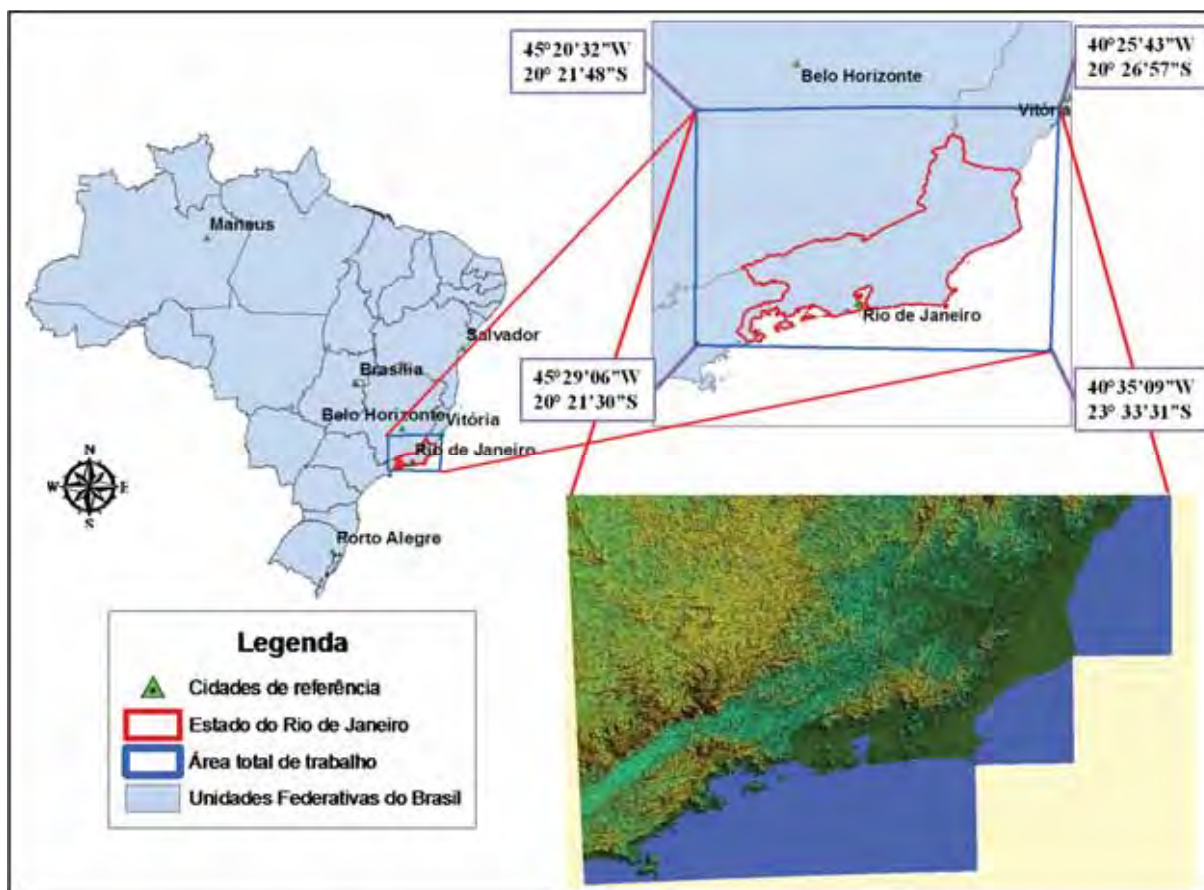 45°20'32"W
20° 21'48"S
40°25'43"W
20° 26'57"S
Belo Horizonte
Vitória
Rio de Janeiro
45°29'06"W
20° 21'30"S
40°35'09"W
23° 33'31"S
Manaus
Salvador
Brasília
Belo Horizonte
Vitória
Rio de Janeiro
Porto Alegre
N
W
E
S
Legenda
Cidades de referência
Estado do Rio de Janeiro
Área total de trabalho
Unidades Federativas do Brasil